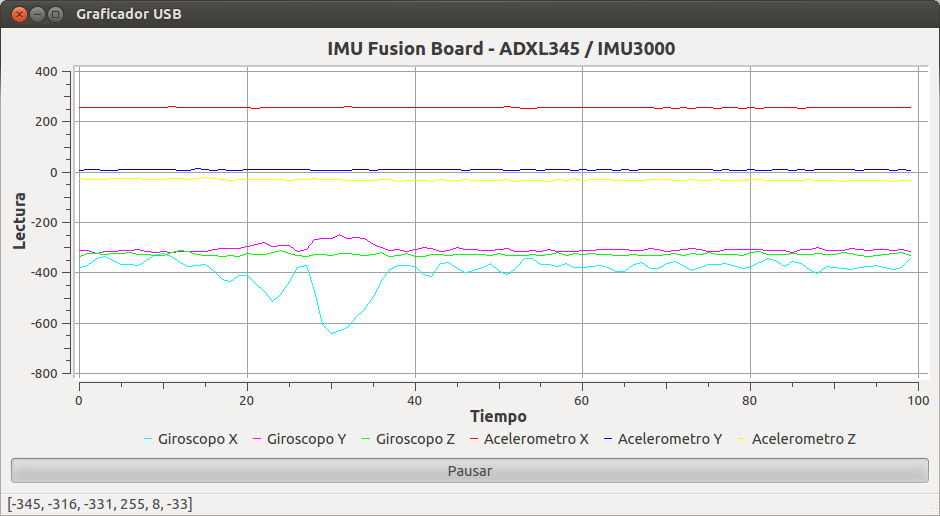 Graficador USB
IMU Fusion Board - ADXL345 / IMU3000
400
200
0
-200
-400
-600
-800
Lectura
0 20 40 60 80 100
Tiempo
Giroscopo X Giroscopo Y Giroscopo Z Acelerometro X Acelerometro Y Acelerometro Z
Pausar
[-345, -316, -331, 255, 8, -33]